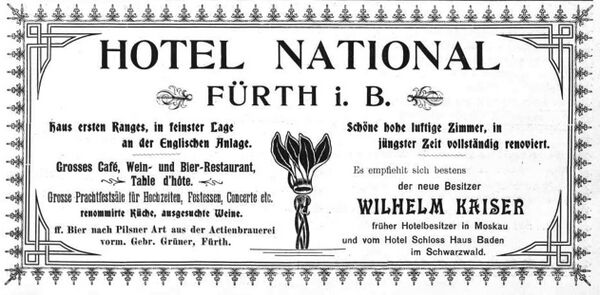 HOTEL NATIONAL
FÜRTH i. B.
Haus ersten Ranges, in feinster Lage
an der Englischen Anlage.
Grosses Café, Wein- und Bier-Restaurant,
Table d'hôte.
Grosse Prachtfestsäle für Hochzeiten, Festessen, Concerte etc.
renommirte Küche, ausgesuchte Weine.
ff. Bier nach Pilsner Art aus der Actienbrauerei
vorm. Gebr. Grüner, Fürth.
Schöne hohe luftige Zimmer, in
jüngster Zeit vollständig renoviert.
Es empfiehlt sich bestens
der neue Besitzer
WILHELM KAISER
früher Hotelbesitzer in Moskau
und vom Hotel Schloss Haus Baden
im Schwarzwald.